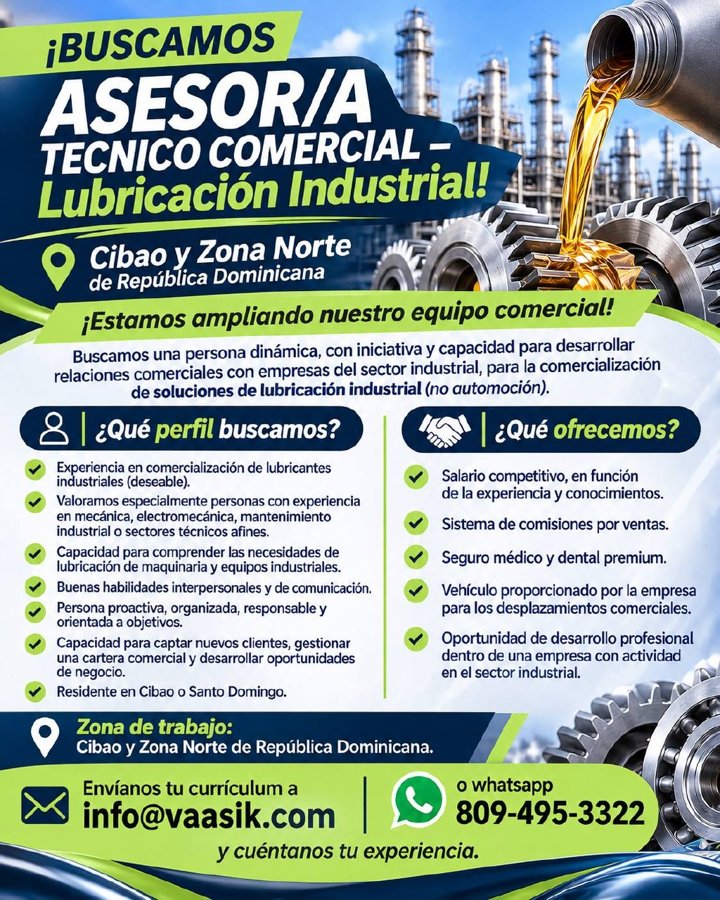 ¡BUSCAMOS
ASESOR/A
TECNICO COMERCIAL –
Lubricación Industrial!
Cibao y Zona Norte
de República Dominicana
¡Estamos ampliando nuestro equipo comercial!
Buscamos una persona dinámica, con iniciativa y capacidad para desarrollar
relaciones comerciales con empresas del sector industrial, para la comercialización
de soluciones de lubricación industrial (no automoción).
¿Qué perfil buscamos?
Experiencia en comercialización de lubricantes
industriales (deseable).
Valoramos especialmente personas con experiencia
en mecánica, electromecánica, mantenimiento
industrial o sectores técnicos afines.
Capacidad para comprender las necesidades de
lubricación de maquinaria y equipos industriales.
Buenas habilidades interpersonales y de comunicación.
Persona proactiva, organizada, responsable y
orientada a objetivos.
Capacidad para captar nuevos clientes, gestionar
una cartera comercial y desarrollar oportunidades
de negocio.
Residente en Cibao o Santo Domingo.
¿Qué ofrecemos?
Salario competitivo, en función
de la experiencia y conocimientos.
Sistema de comisiones por ventas.
Seguro médico y dental premium.
Vehículo proporcionado por la empresa
para los desplazamientos comerciales.
Oportunidad de desarrollo profesional
dentro de una empresa con actividad
en el sector industrial.
Zona de trabajo:
Cibao y Zona Norte de República Dominicana.
Envíanos tu currículum a
info@vaasik.com
o whatsapp
809-495-3322
y cuéntanos tu experiencia.